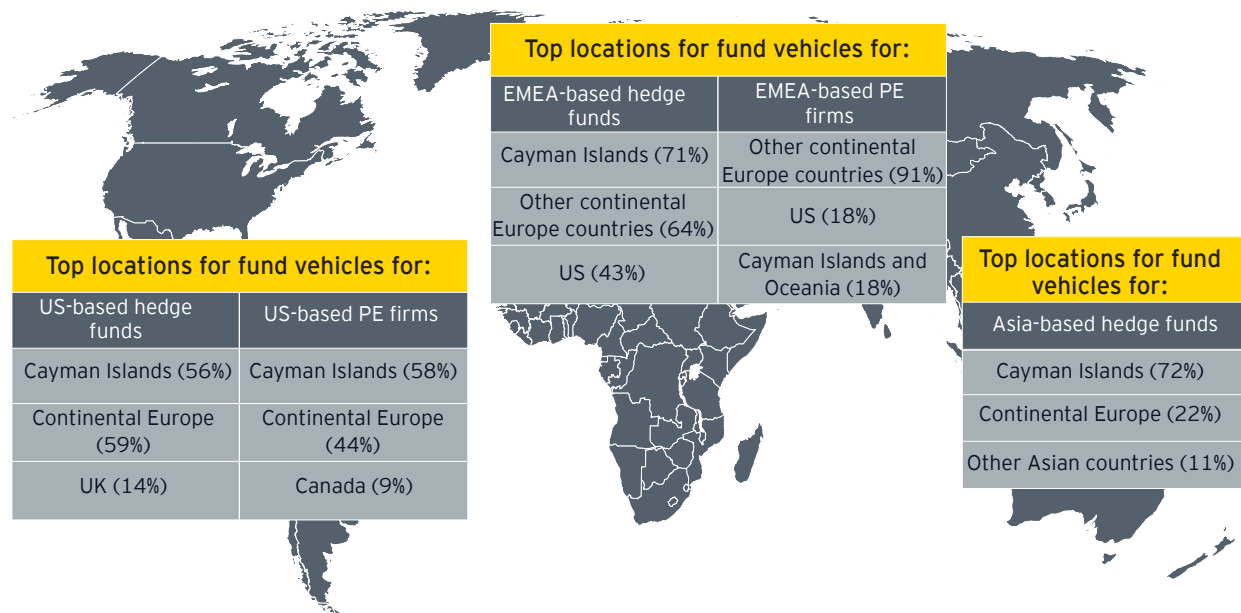 Top locations for fund vehicles for:
EMEA-based hedge
funds
EMEA-based PE
firms
Cayman Islands (71%)
Other continental
Europe countries (91%)
Other continental
Europe countries (64%)
US (18%)
US (43%)
Cayman Islands and
Oceania (18%)
Top locations for fund vehicles for:
US-based hedge
funds
US-based PE firms
Cayman Islands (56%)
Cayman Islands (58%)
Continental Europe
(59%)
Continental Europe
(44%)
UK (14%)
Canada (9%)
Top locations for fund
vehicles for:
Asia-based hedge funds
Cayman Islands (72%)
Continental Europe (22%)
Other Asian countries (11%)